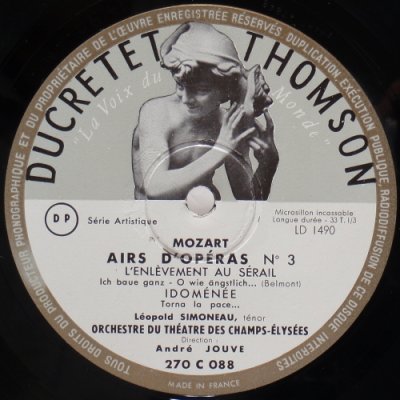 TOUS DROITS DU PRODUCTEUR PHONOGRAPHIQUE ET DU PROPRIÉTAIRE DE L'ŒUVRE ENREGISTRÉE RÉSERVÉS. DUPLICATION, EXÉCUTION PUBLIQUE, RADIODIFFUSION DE CE DISQUE INTERDITES
DUCRETET THOMSON
"La Voix du Monde"
DP
Série Artistique
Microsillon incassable
Longue durée - 33 T. 1/3
LD 1490
MOZART
AIRS D'OPÉRAS N° 3
L'ENLÈVEMENT AU SÉRAIL
Ich baue ganz - O wie ängstlich... (Belmont)
IDOMÉNÉE
Torna la pace...
Léopold SIMONEAU, ténor
ORCHESTRE DU THÉATRE DES CHAMPS-ÉLYSÉES
Direction :
André JOUVE
270 C 088
MADE IN FRANCE